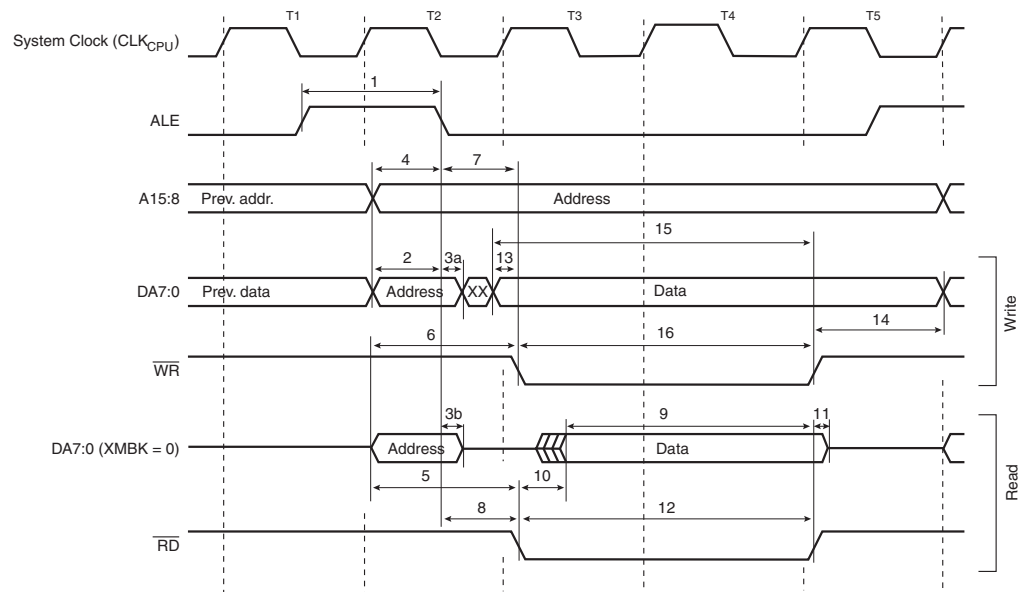 T1 T2 T3 T4 T5
System Clock (CLKCPU)
1
ALE
4 7
A15:8 Prev. addr. Address
15
2 3a 13
DA7:0 Prev. data Address XX Data
14
6 16
WR
Write
3b 9 11
DA7:0 (XMBK = 0) Address Data
5 10
8 12
RD
Read